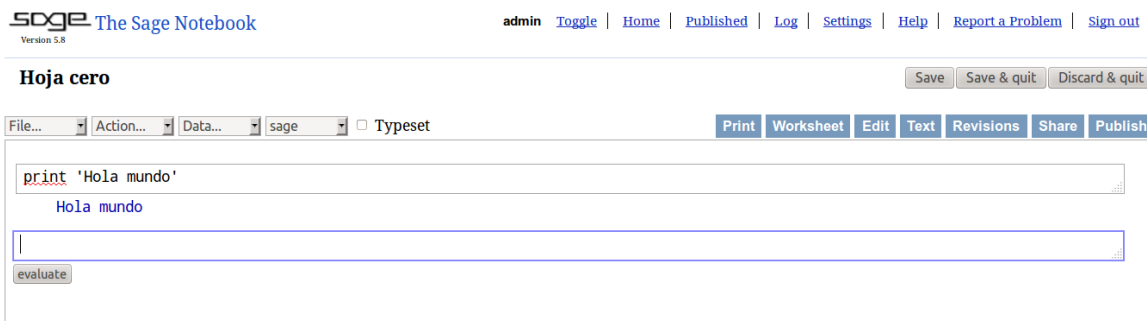 sage The Sage Notebook
Version 5.8
admin Toggle Home Published Log Settings Help Report a Problem Sign out
Hoja cero
Save Save & quit Discard & quit
File... Action... Data... sage Typeset
Print Worksheet Edit Text Revisions Share Publish
print 'Hola mundo'
Hola mundo
evaluate